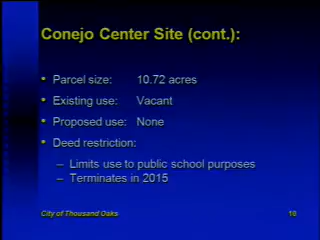 Conejo Center Site (cont.):
▪ Parcel size: 10.72 acres
▪ Existing use: Vacant
▪ Proposed use: None
▪ Deed restriction:
– Limits use to public school purposes
– Terminates in 2015
City of Thousand Oaks 16